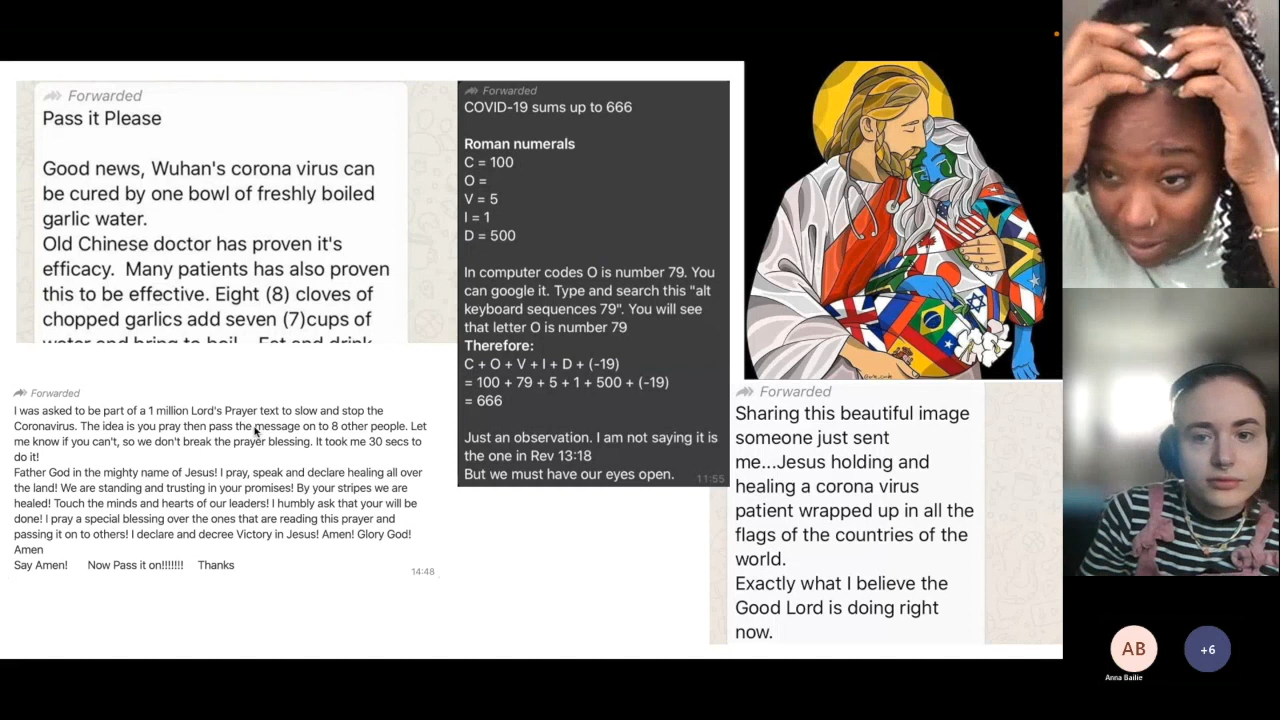 Forwarded
Pass it Please
Good news, Wuhan's corona virus can
be cured by one bowl of freshly boiled
garlic water.
Old Chinese doctor has proven it's
efficacy. Many patients has also proven
this to be effective. Eight (8) cloves of
chopped garlics add seven (7)cups of
Forwarded
I was asked to be part of a 1 million Lord's Prayer text to slow and stop the
Coronavirus. The idea is you pray then pass the message on to 8 other people. Let
me know if you can't, so we don't break the prayer blessing. It took me 30 secs to
do it!
Father God in the mighty name of Jesus! I pray, speak and declare healing all over
the land! We are standing and trusting in your promises! By your stripes we are
healed! Touch the minds and hearts of our leaders! I humbly ask that your will be
done! I pray a special blessing over the ones that are reading this prayer and
passing it on to others! I declare and decree Victory in Jesus! Amen! Glory God!
Amen
Say Amen! Now Pass it on!!!!!!! Thanks
14:48
Forwarded
COVID-19 sums up to 666
Roman numerals
C = 100
O =
V = 5
I = 1
D = 500
In computer codes O is number 79. You
can google it. Type and search this "alt
keyboard sequences 79". You will see
that letter O is number 79
Therefore:
C + O + V + I + D + (-19)
= 100 + 79 + 5 + 1 + 500 + (-19)
= 666
Just an observation. I am not saying it is
the one in Rev 13:18
But we must have our eyes open.
11:55
Forwarded
Sharing this beautiful image
someone just sent
me...Jesus holding and
healing a corona virus
patient wrapped up in all the
flags of the countries of the
world.
Exactly what I believe the
Good Lord is doing right
now.
AB
+6
Anna Bailie